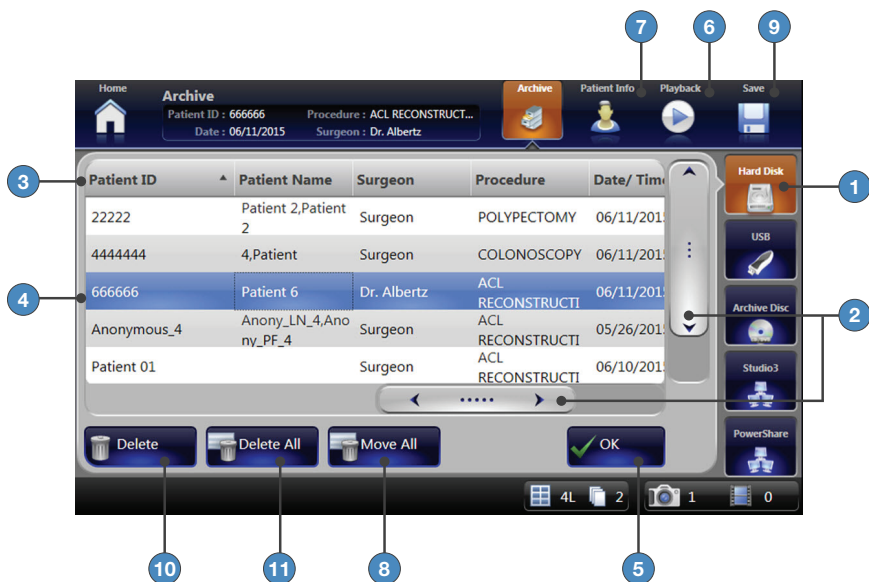 7 6 9
Home Archive Patient Info Playback Save
Archive
Patient ID : 666666 Procedure : ACL RECONSTRUCT...
Date : 06/11/2015 Surgeon : Dr. Albertz
3 Patient ID Patient Name Surgeon Procedure Date/ Time
Hard Disk 1
22222 Patient 2,Patient 2 Surgeon POLYPECTOMY 06/11/201
USB
4444444 4,Patient Surgeon COLONOSCOPY 06/11/201
4 666666 Patient 6 Dr. Albertz ACL RECONSTRUCTI 06/11/201
Archive Disc
2
Anonymous_4 Anony_LN_4,Anony_PF_4 Surgeon ACL RECONSTRUCTI 05/26/201
Patient 01 Surgeon ACL RECONSTRUCTI 06/10/201
Studio3
PowerShare
Delete Delete All Move All OK
4L 2 1 0
10 11 8 5